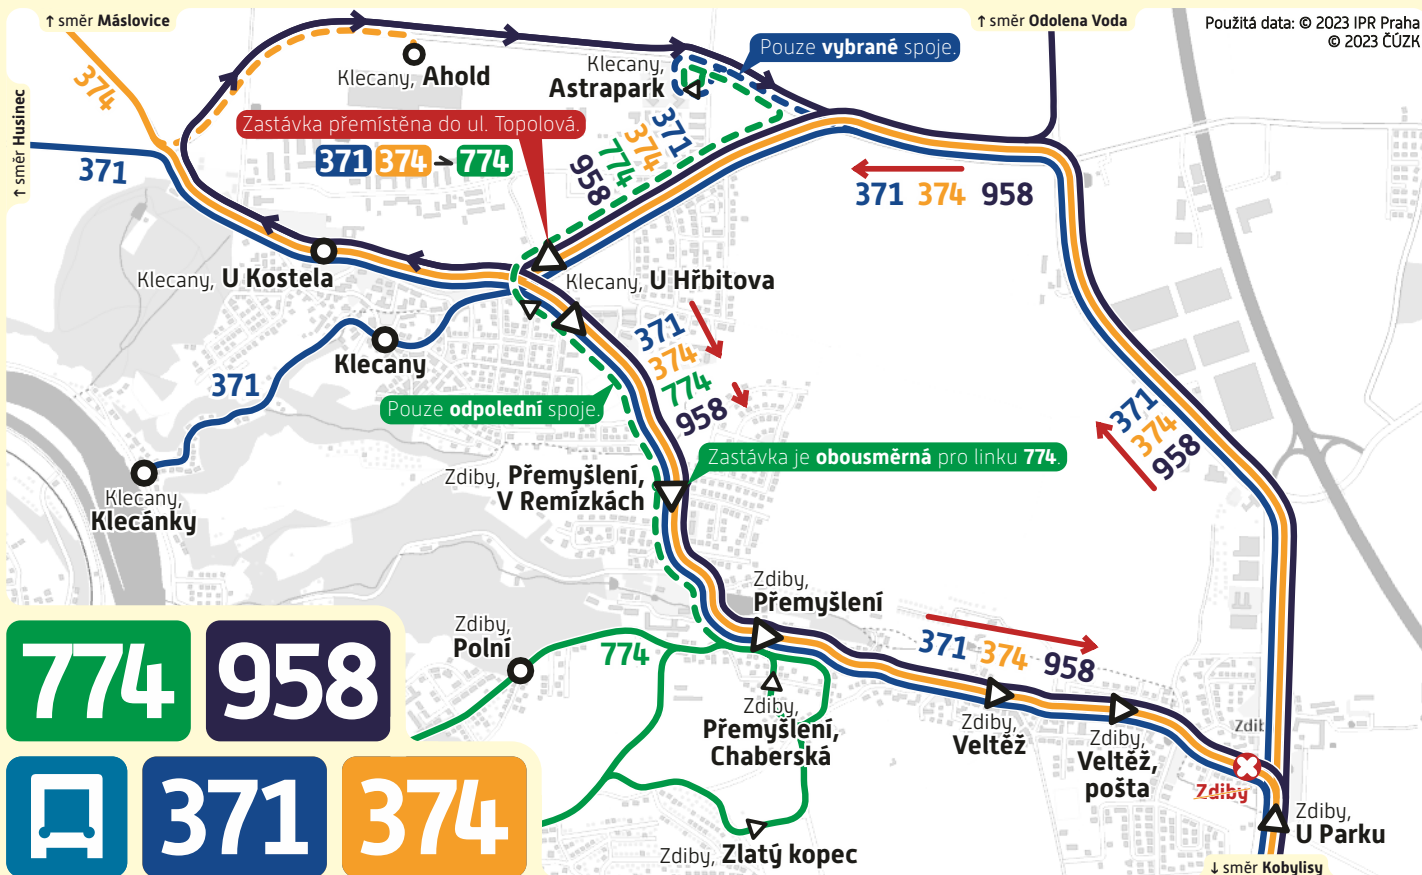 ↑ směr Máslovice
↑ směr Odolena Voda
Použitá data: © 2023 IPR Praha
© 2023 ČÚZK
Pouze vybrané spoje.
Klecany, Ahold
Klecany,
Astrapark
374
↑ směr Husinec
371
Zastávka přemístěna do ul. Topolová.
371 374 → 774
371
374
774
958
371 374 958
Klecany, U Kostela
Klecany, U Hřbitova
Klecany
371
371
374
774
958
Pouze odpolední spoje.
371
374
958
Zastávka je obousměrná pro linku 774.
Zdiby, Přemyšlení,
V Remízkách
Klecany,
Klecánky
Zdiby,
Přemyšlení
Zdiby,
Polní
774
371 374 958
Zdiby,
Přemyšlení,
Chaberská
Zdiby,
Veltěž
Zdiby,
Veltěž,
pošta
Zdib
Zdiby
Zdiby,
U Parku
Zdiby, Zlatý kopec
↓ směr Kobylisy
774 958
371 374